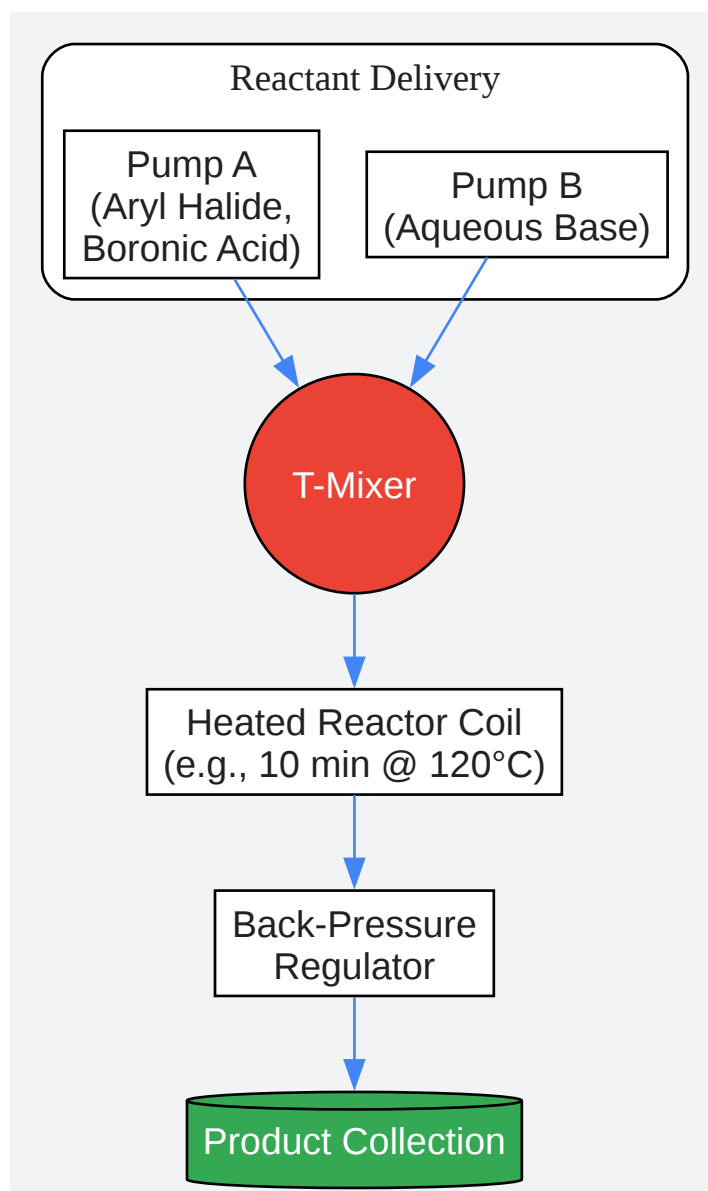 Reactant Delivery
Pump A
(Aryl Halide,
Boronic Acid)
Pump B
(Aqueous Base)
T-Mixer
Heated Reactor Coil
(e.g., 10 min @ 120°C)
Back-Pressure
Regulator
Product Collection